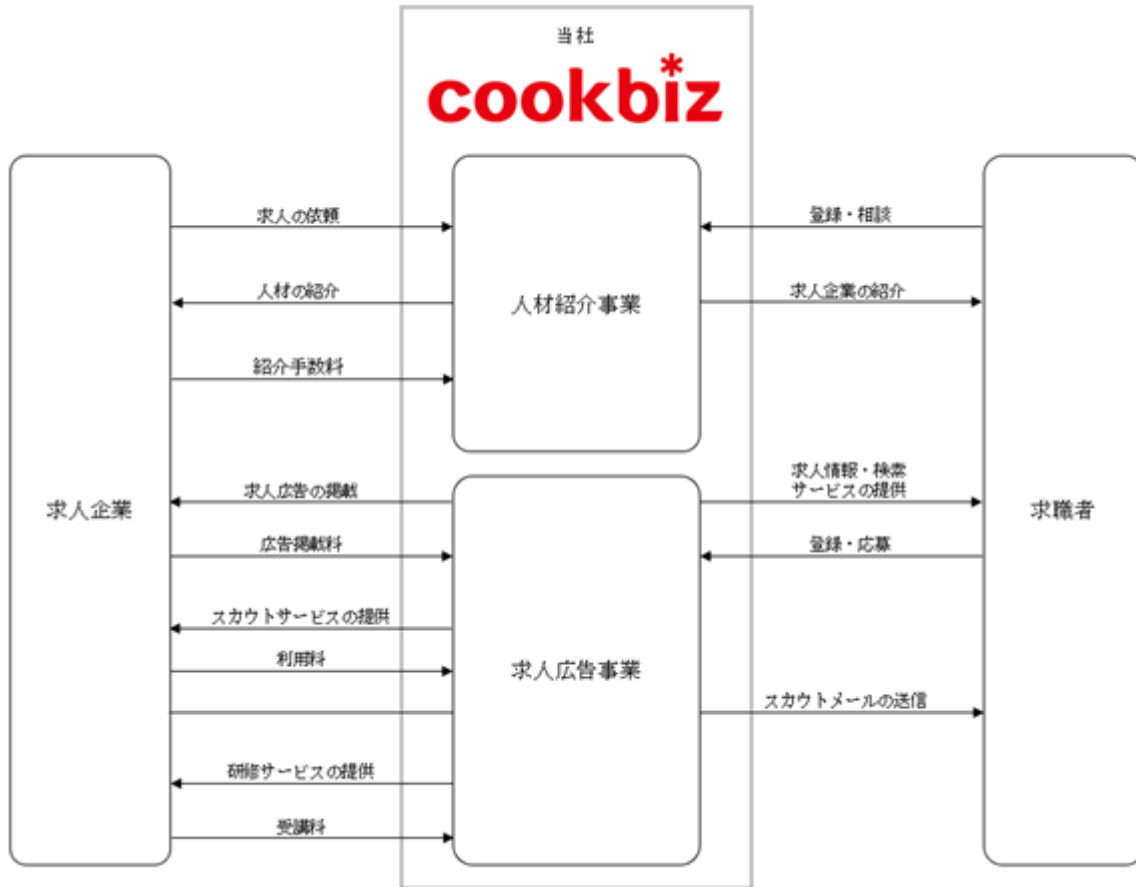 当社
cookbiz
求人の依頼
登録・相談
人材の紹介
求人企業の紹介
人材紹介事業
紹介手数料
求人広告の掲載
求人情報・検索
サービスの提供
求人企業
求職者
広告掲載料
登録・応募
スカウトサービスの提供
利用料
求人広告事業
スカウトメールの送信
研修サービスの提供
受講料